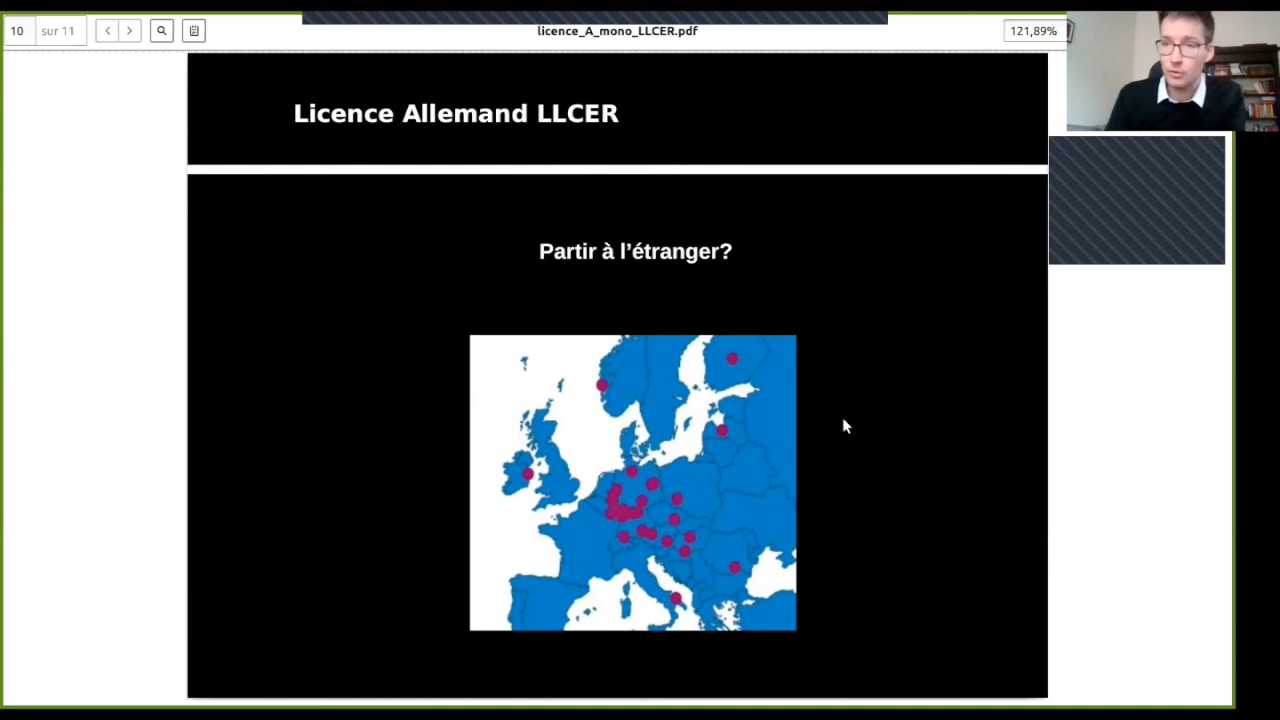 10 sur 11
licence_A_mono_LLCER.pdf
121,89%
Licence Allemand LLCER
Partir à l’étranger?